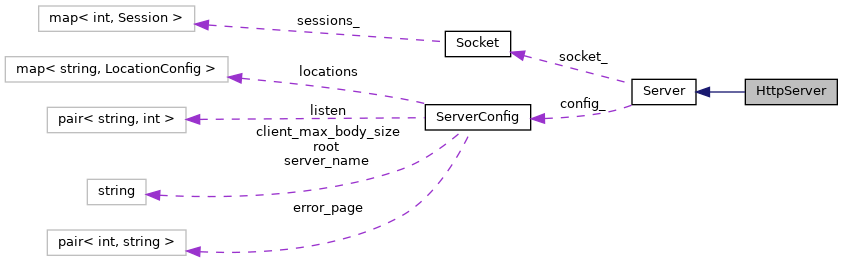 map< int, Session >
sessions_
Socket
socket_
map< string, LocationConfig >
locations
Server
HttpServer
config_
listen
pair< string, int >
ServerConfig
client_max_body_size
root
server_name
string
error_page
pair< int, string >